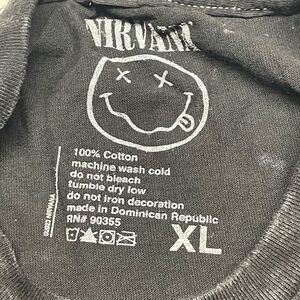 NIRVANA
100% Cotton
machine wash cold
do not bleach
tumble dry low
do not iron decoration
made in Dominican Republic
RN# 90355
XL